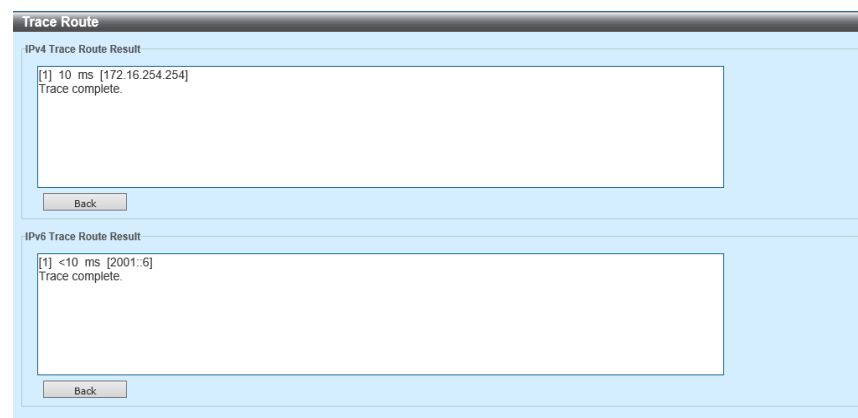 Trace Route
IPv4 Trace Route Result
[1] 10 ms [172.16.254.254]
Trace complete.
Back
IPv6 Trace Route Result
[1] <10 ms [2001::6]
Trace complete.
Back